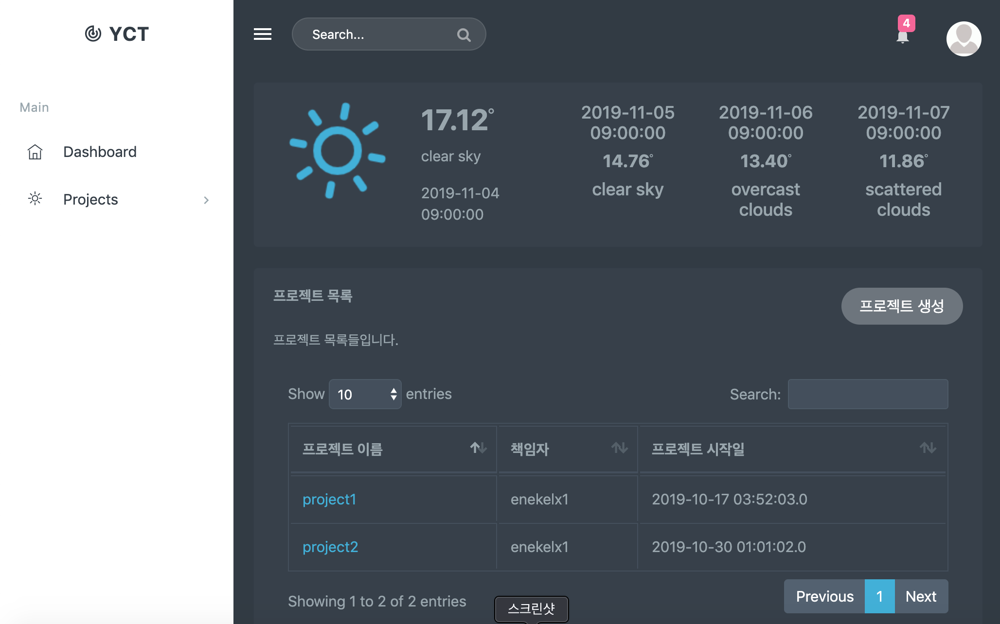 YCT
Main
Dashboard
Projects
Search...
4
17.12°
clear sky
2019-11-04
09:00:00
2019-11-05
09:00:00
14.76°
clear sky
2019-11-06
09:00:00
13.40°
overcast
clouds
2019-11-07
09:00:00
11.86°
scattered
clouds
프로젝트 목록
프로젝트 생성
프로젝트 목록들입니다.
Show 10 entries
Search:
프로젝트 이름 책임자 프로젝트 시작일
project1 enekelx1 2019-10-17 03:52:03.0
project2 enekelx1 2019-10-30 01:01:02.0
Showing 1 to 2 of 2 entries
Previous 1 Next
스크린샷